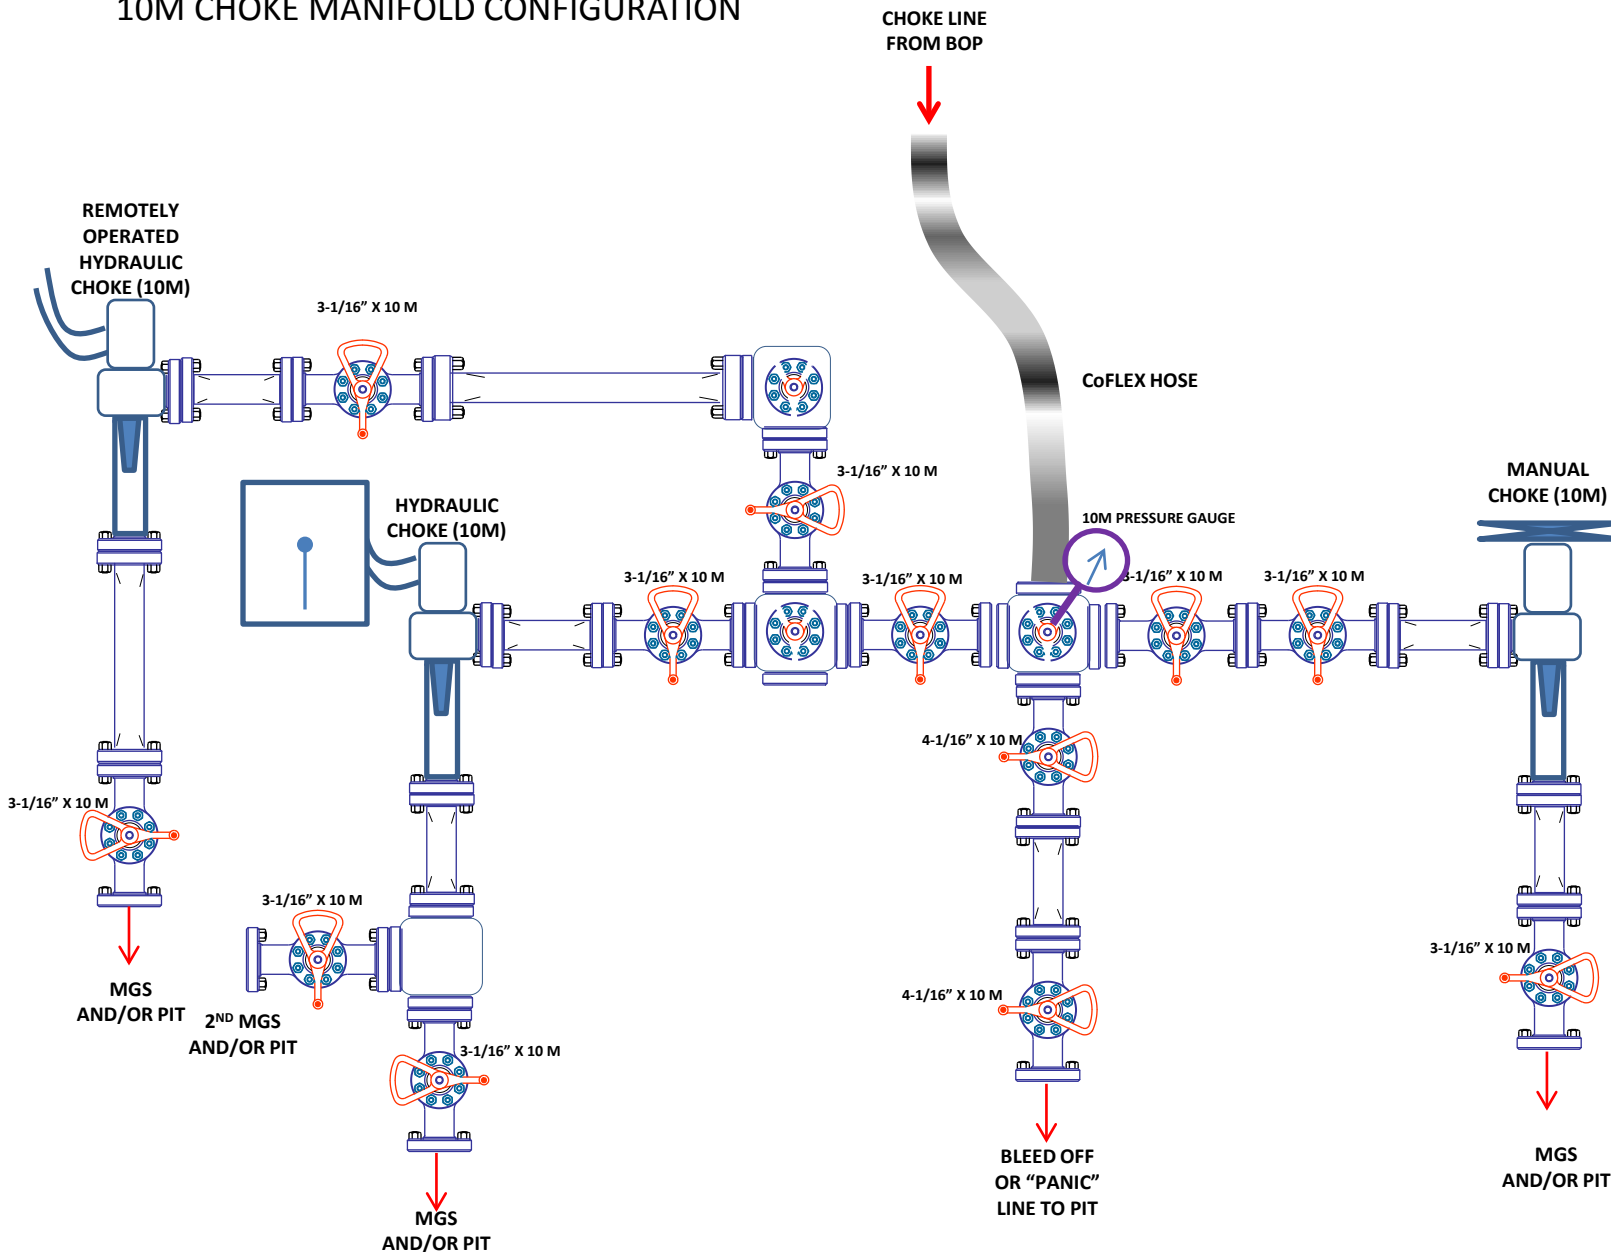 10M CHOKE MANIFOLD CONFIGURATION
CHOKE LINE
FROM BOP
REMOTELY
OPERATED
HYDRAULIC
CHOKE (10M)
3-1/16” X 10 M
CoFLEX HOSE
3-1/16” X 10 M
MANUAL
CHOKE (10M)
HYDRAULIC
CHOKE (10M)
10M PRESSURE GAUGE
3-1/16” X 10 M
3-1/16” X 10 M
3-1/16” X 10 M
3-1/16” X 10 M
4-1/16” X 10 M
3-1/16” X 10 M
3-1/16” X 10 M
3-1/16” X 10 M
MGS
AND/OR PIT
4-1/16” X 10 M
2ND MGS
AND/OR PIT
3-1/16” X 10 M
BLEED OFF
OR “PANIC”
LINE TO PIT
MGS
AND/OR PIT
MGS
AND/OR PIT